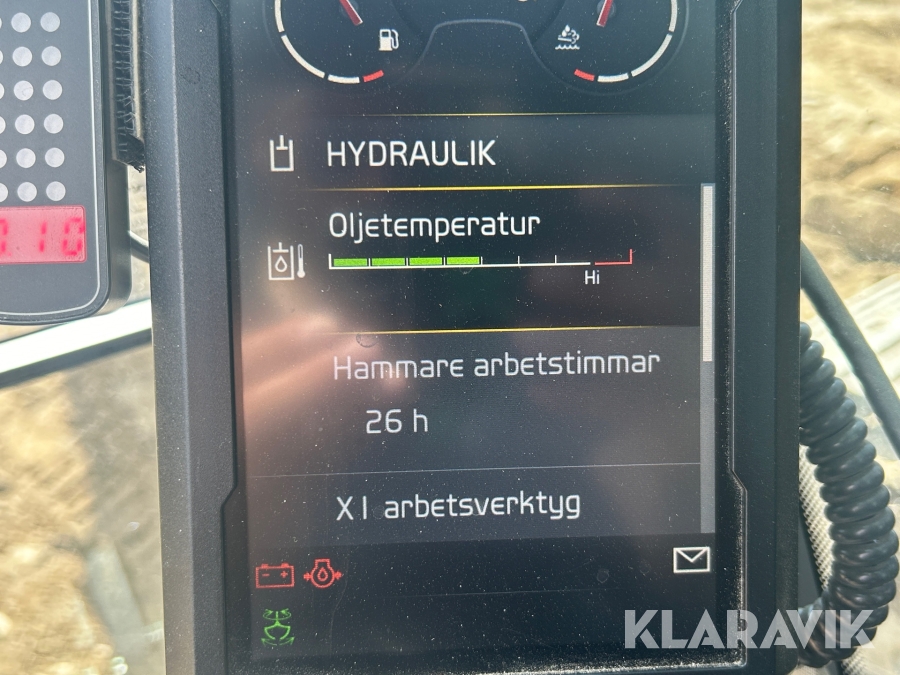 HYDRAULIK
Oljetemperatur
Hi
Hammare arbetstimmar
26 h
X1 arbetsverktyg
KLARAVIK